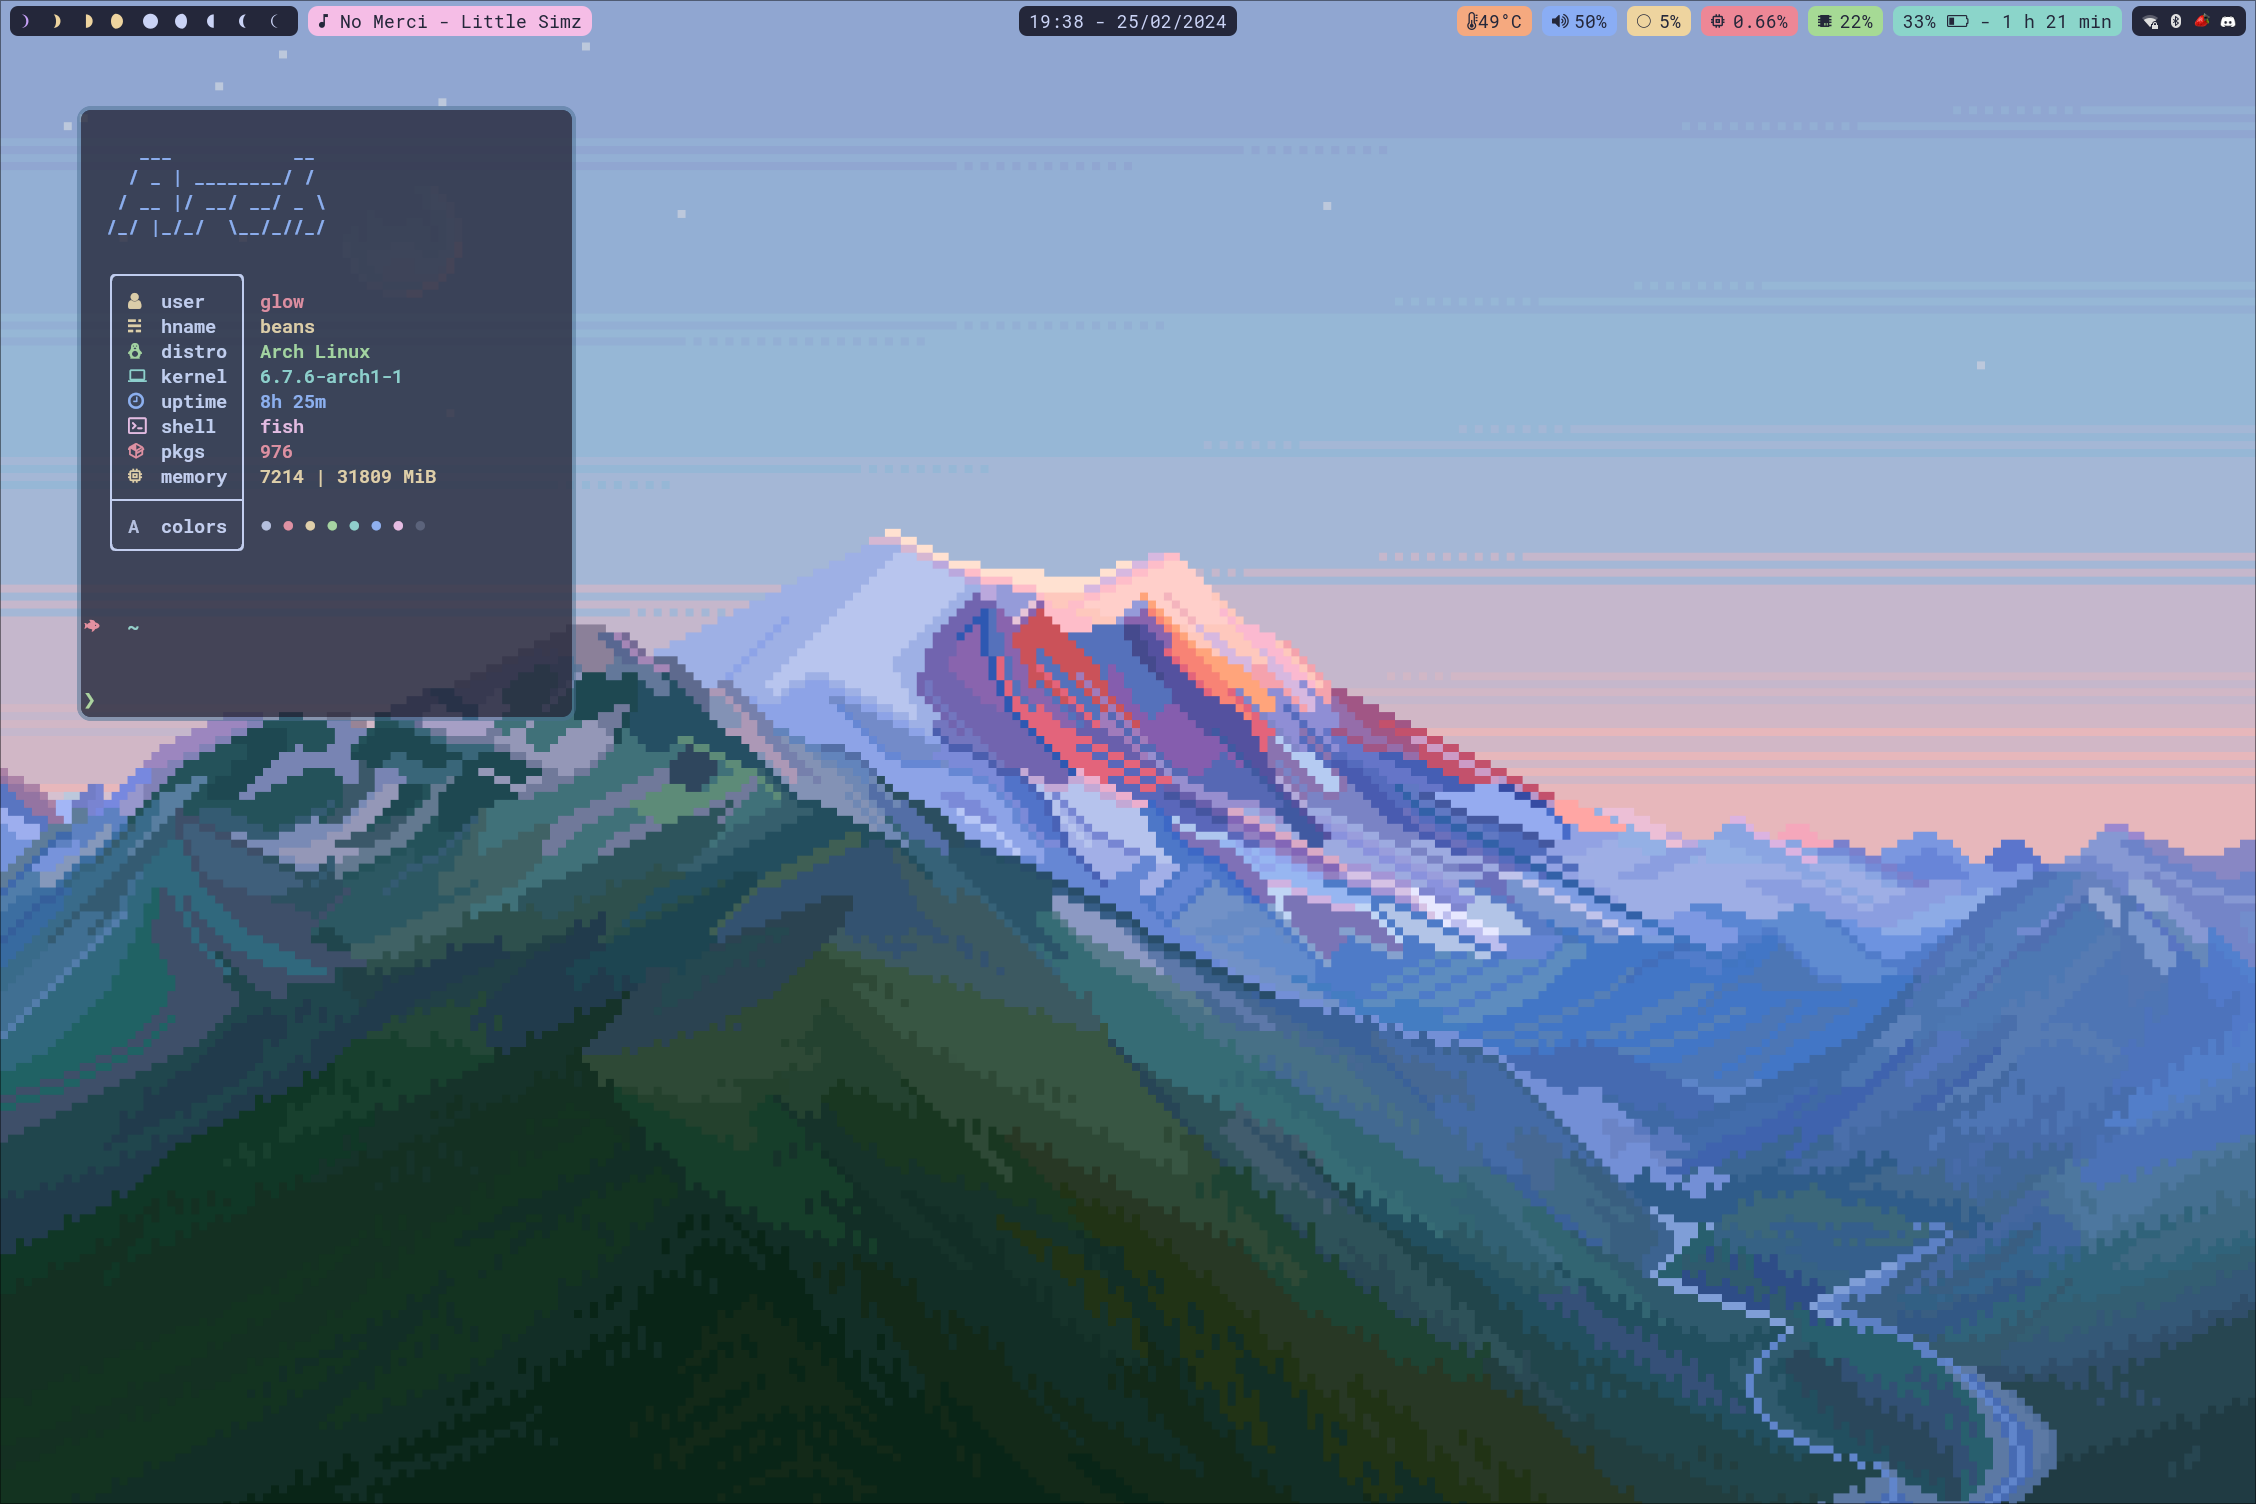 No Merci - Little Simz
19:38 - 25/02/2024
49°C
50%
5%
0.66%
22%
33% - 1 h 21 min
   ___           __
  / _ | ________/ /
 / __ |/ __/ __/ _ \
/_/ |_/_/  \__/_//_/
user glow
hname beans
distro Arch Linux
kernel 6.7.6-arch1-1
uptime 8h 25m
shell fish
pkgs 976
memory 7214 | 31809 MiB
A colors
~
❯